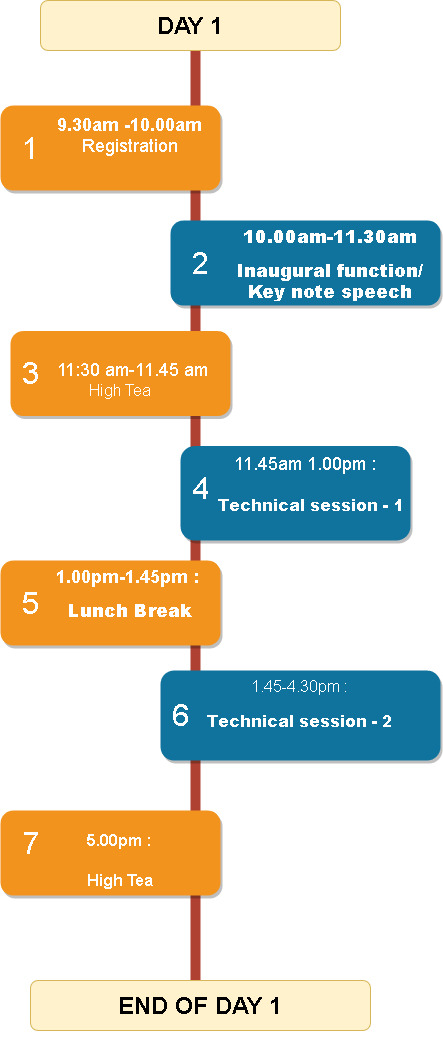 DAY 1
1
9.30am -10.00am
Registration
2
10.00am-11.30am
Inaugural function/
Key note speech
3
11:30 am-11.45 am
High Tea
4
11.45am 1.00pm :
Technical session - 1
5
1.00pm-1.45pm :
Lunch Break
6
1.45-4.30pm :
Technical session - 2
7
5.00pm :
High Tea
END OF DAY 1